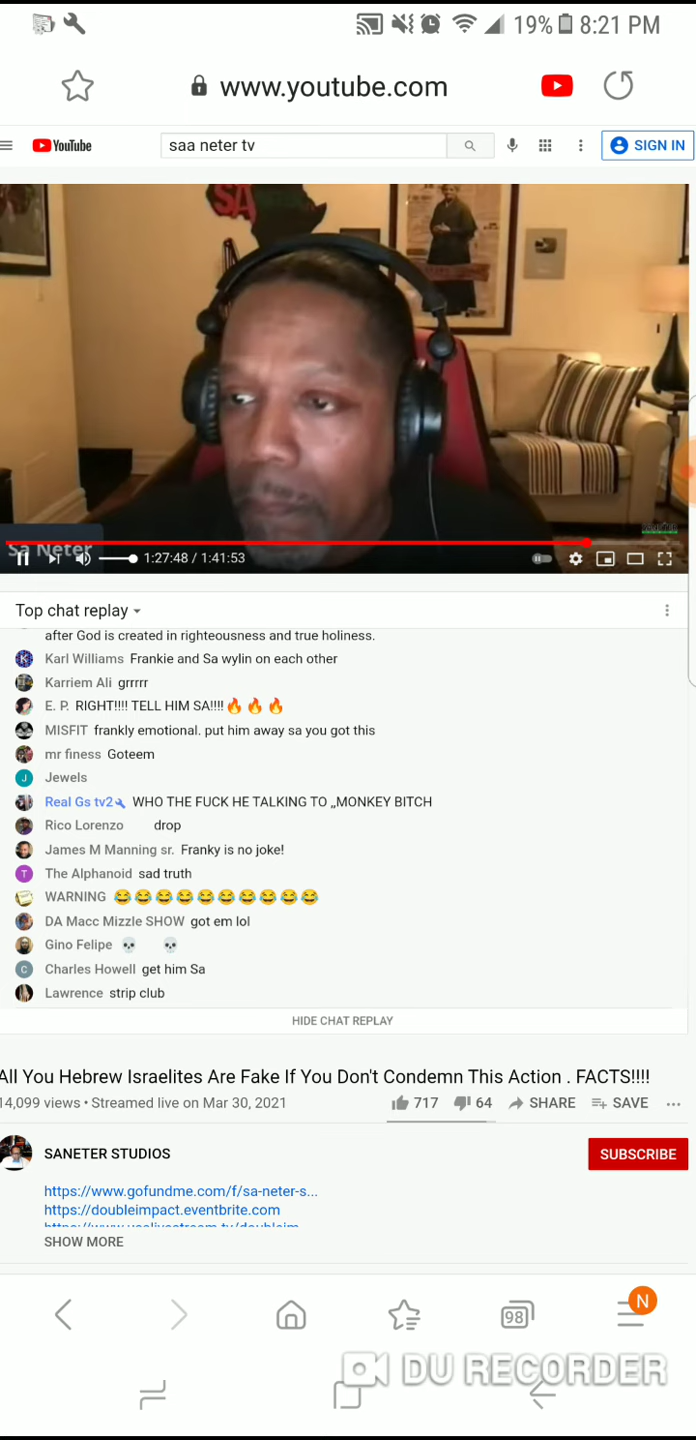 19% 8:21 PM
www.youtube.com
YouTube
saa neter tv
SIGN IN
SA
Sa Neter
1:27:48 / 1:41:53
Top chat replay
after God is created in righteousness and true holiness.
Karl Williams Frankie and Sa wylin on each other
Karriem Ali grrrrr
E. P. RIGHT!!!! TELL HIM SA!!!!🔥🔥🔥
MISFIT frankly emotional. put him away sa you got this
mr finess Goteem
J Jewels
Real Gs tv2 WHO THE FUCK HE TALKING TO ,,MONKEY BITCH
Rico Lorenzo drop
James M Manning sr. Franky is no joke!
T The Alphanoid sad truth
WARNING 😂😂😂😂😂😂😂😂😂😂
DA Macc Mizzle SHOW got em lol
Gino Felipe 💀 💀
C Charles Howell get him Sa
Lawrence strip club
HIDE CHAT REPLAY
All You Hebrew Israelites Are Fake If You Don't Condemn This Action . FACTS!!!!
14,099 views • Streamed live on Mar 30, 2021
717 64 SHARE SAVE
SANETER STUDIOS
SUBSCRIBE
https://www.gofundme.com/f/sa-neter-s...
https://doubleimpact.eventbrite.com
SHOW MORE
98
N
DU RECORDER